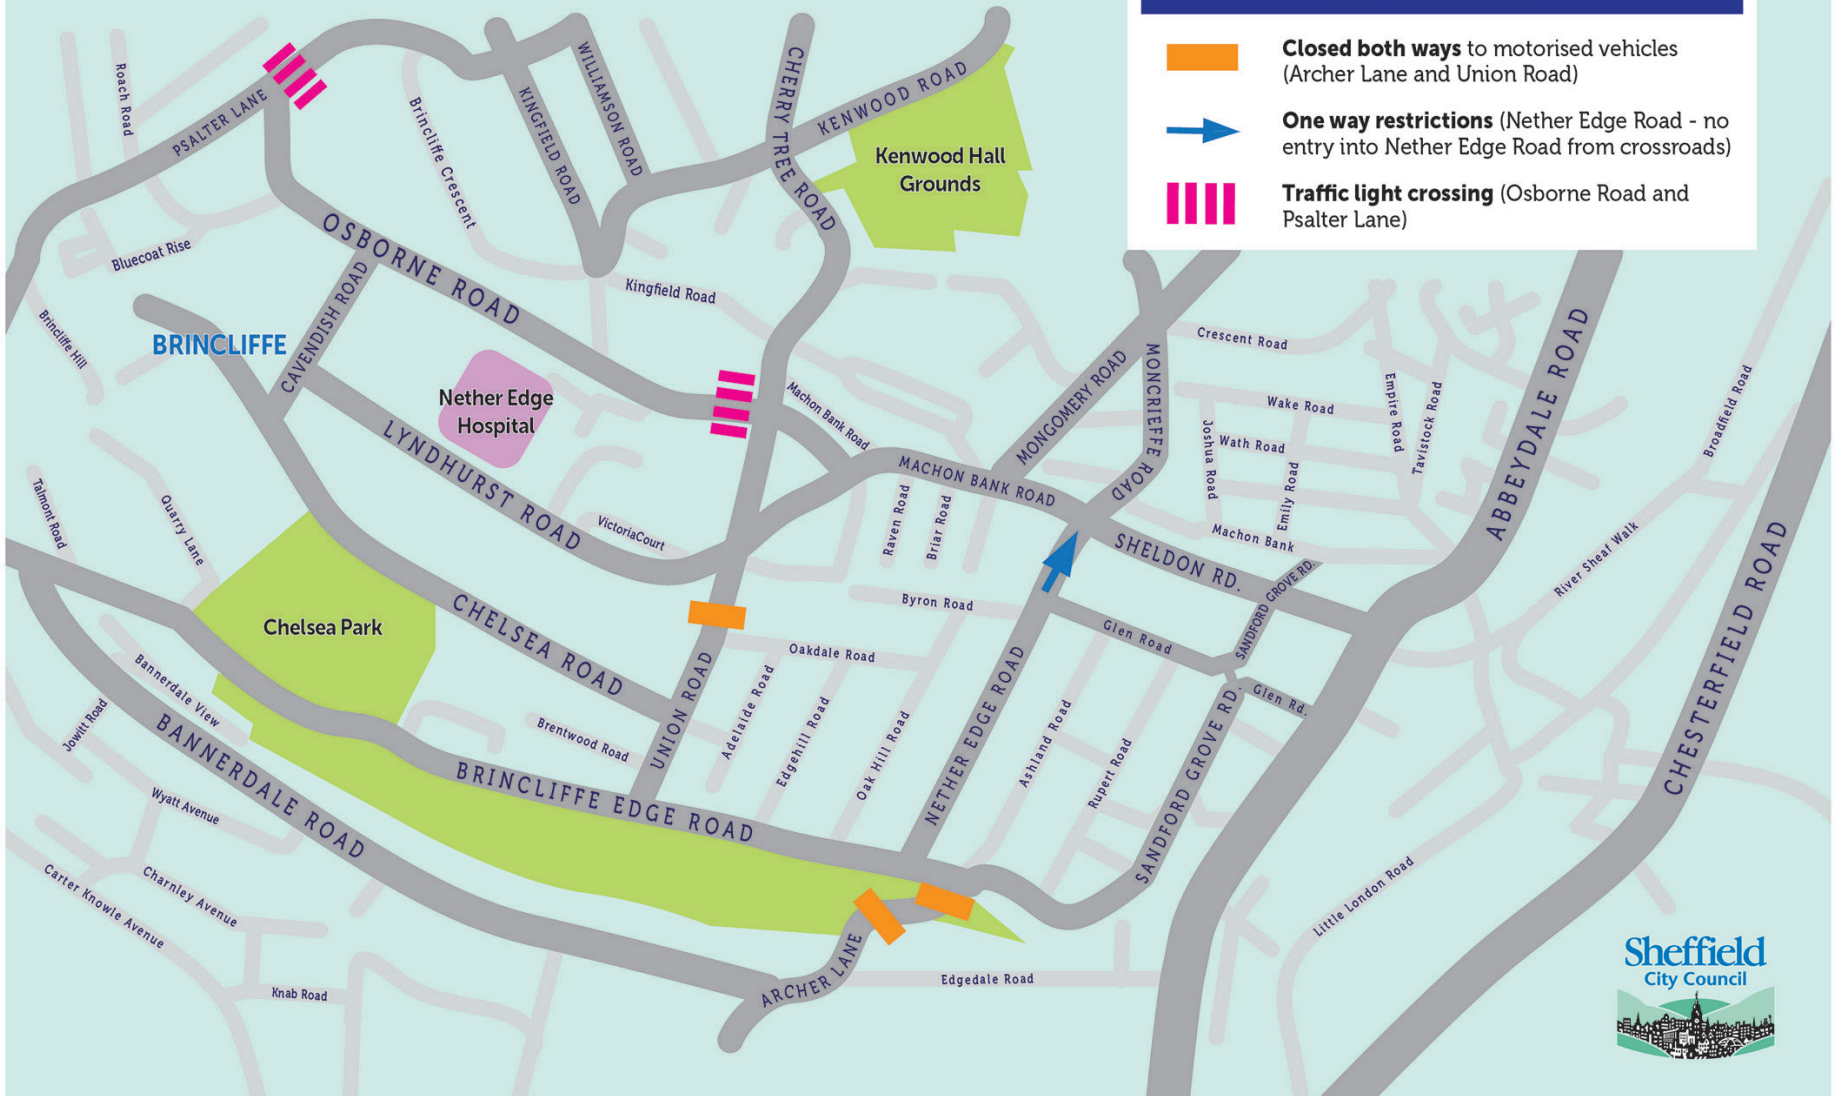 Closed both ways to motorised vehicles
(Archer Lane and Union Road)
One way restrictions (Nether Edge Road - no
entry into Nether Edge Road from crossroads)
Traffic light crossing (Osborne Road and
Psalter Lane)
Roach Road
PSALTER LANE
Brincliffe Crescent
KINGFIELD ROAD
WILLIAMSON ROAD
CHERRY TREE ROAD
KENWOOD ROAD
Kenwood Hall
Grounds
Bluecoat Rise
OSBORNE ROAD
Kingfield Road
Brincliffe Hill
BRINCLIFFE
CAVENDISH ROAD
Nether Edge
Hospital
LYNDHURST ROAD
Machon Bank Road
MACHON BANK ROAD
MONTGOMERY ROAD
MONCRIEFFE ROAD
Crescent Road
Wake Road
Wath Road
Joshua Road
Emily Road
Empire Road
Tavistock Road
ABBEYDALE ROAD
Broadfield Road
Talmont Road
Quarry Lane
VictoriaCourt
Raven Road
Briar Road
Machon Bank
SHELDON RD.
SANDFORD GROVE RD.
River Sheaf Walk
CHESTERFIELD ROAD
Chelsea Park
CHELSEA ROAD
Byron Road
Glen Road
Oakdale Road
Bannerdale View
Jowitt Road
BANNERDALE ROAD
Brentwood Road
UNION ROAD
Adelaide Road
Edgehill Road
Oak Hill Road
NETHER EDGE ROAD
Ashland Road
Rupert Road
SANDFORD GROVE RD.
Glen Rd.
BRINCLIFFE EDGE ROAD
Wyatt Avenue
Charnley Avenue
Carter Knowle Avenue
Knab Road
ARCHER LANE
Edgedale Road
Little London Road
Sheffield
City Council